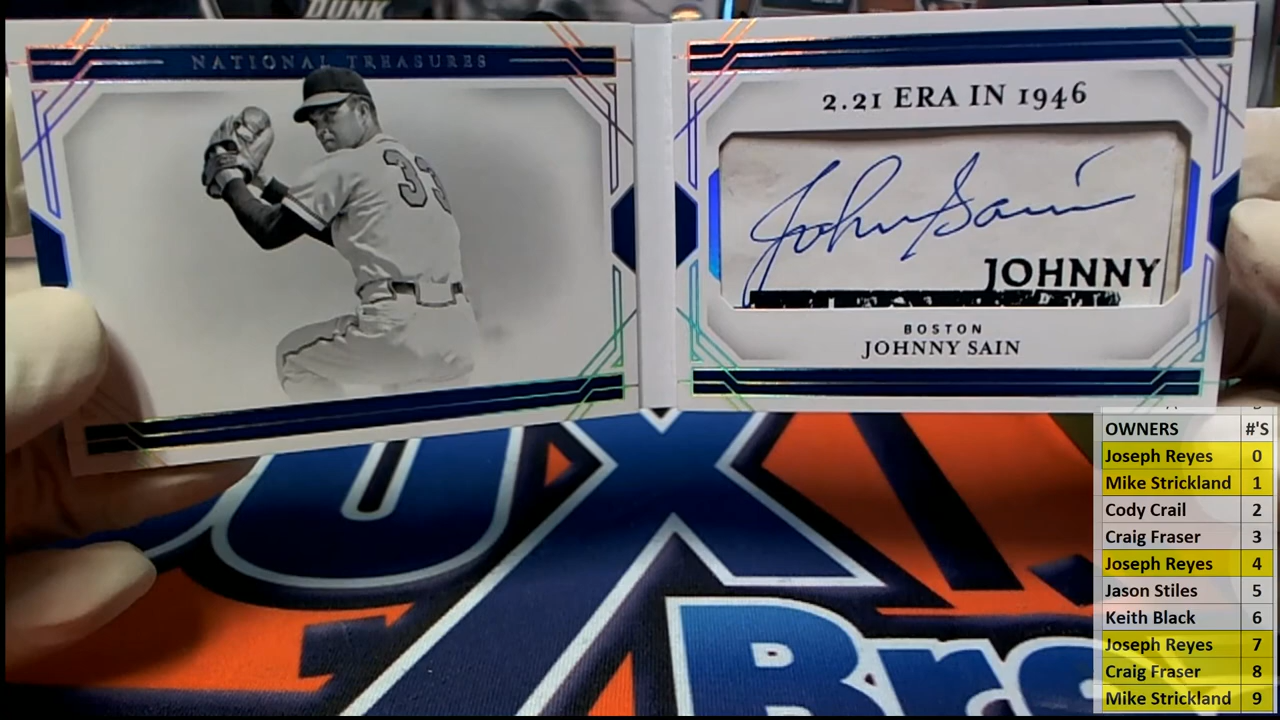 DUNK
NATIONAL TREASURES
33
2.21 ERA IN 1946
John Sain
JOHNNY
BOSTON
JOHNNY SAIN
OWNERS #'S
Joseph Reyes 0
Mike Strickland 1
Cody Crail 2
Craig Fraser 3
Joseph Reyes 4
Jason Stiles 5
Keith Black 6
Joseph Reyes 7
Craig Fraser 8
Mike Strickland 9